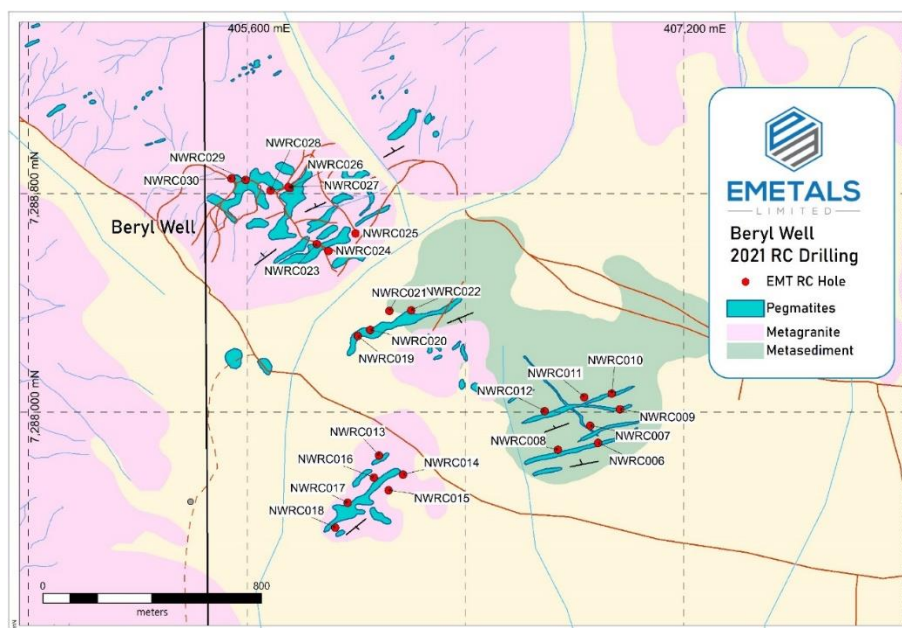 405,600 mE
407,200 mE
7,288,800 mN
7,288,000 mN
EMETALS
LIMITED
Beryl Well
2021 RC Drilling
EMT RC Hole
Pegmatites
Metagranite
Metasediment
NWRC028
NWRC029
NWRC026
NWRC030
NWRC027
Beryl Well
NWRC025
NWRC024
NWRC023
NWRC021
NWRC022
NWRC020
NWRC019
NWRC010
NWRC011
NWRC012
NWRC009
NWRC008
NWRC007
NWRC006
NWRC013
NWRC016
NWRC014
NWRC017
NWRC015
NWRC018
0
800
meters